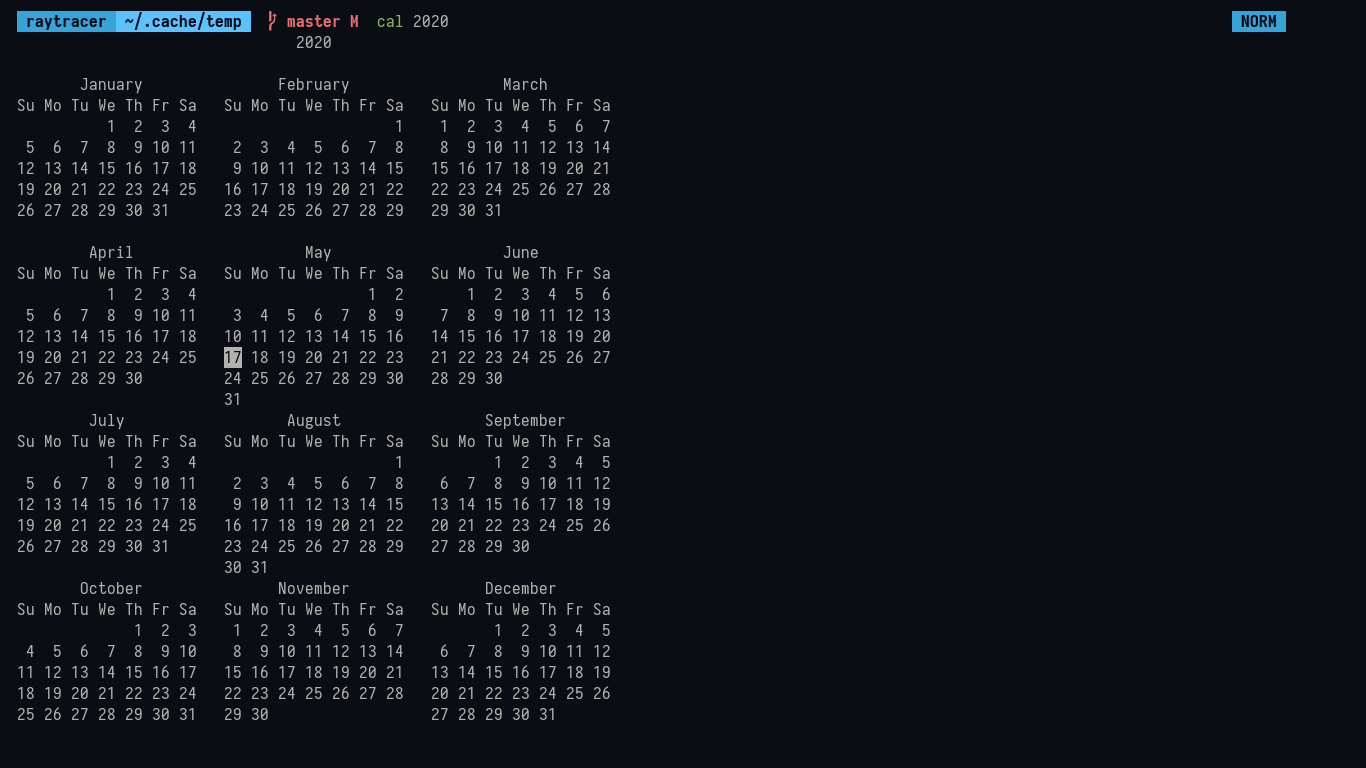 raytracer ~/.cache/temp master M cal 2020 NORM
2020
January February March
Su Mo Tu We Th Fr Sa Su Mo Tu We Th Fr Sa Su Mo Tu We Th Fr Sa
1 2 3 4 1 1 2 3 4 5 6 7
5 6 7 8 9 10 11 2 3 4 5 6 7 8 8 9 10 11 12 13 14
12 13 14 15 16 17 18 9 10 11 12 13 14 15 15 16 17 18 19 20 21
19 20 21 22 23 24 25 16 17 18 19 20 21 22 22 23 24 25 26 27 28
26 27 28 29 30 31 23 24 25 26 27 28 29 29 30 31
April May June
Su Mo Tu We Th Fr Sa Su Mo Tu We Th Fr Sa Su Mo Tu We Th Fr Sa
1 2 3 4 1 2 1 2 3 4 5 6
5 6 7 8 9 10 11 3 4 5 6 7 8 9 7 8 9 10 11 12 13
12 13 14 15 16 17 18 10 11 12 13 14 15 16 14 15 16 17 18 19 20
19 20 21 22 23 24 25 17 18 19 20 21 22 23 21 22 23 24 25 26 27
26 27 28 29 30 24 25 26 27 28 29 30 28 29 30
31
July August September
Su Mo Tu We Th Fr Sa Su Mo Tu We Th Fr Sa Su Mo Tu We Th Fr Sa
1 2 3 4 1 1 2 3 4 5
5 6 7 8 9 10 11 2 3 4 5 6 7 8 6 7 8 9 10 11 12
12 13 14 15 16 17 18 9 10 11 12 13 14 15 13 14 15 16 17 18 19
19 20 21 22 23 24 25 16 17 18 19 20 21 22 20 21 22 23 24 25 26
26 27 28 29 30 31 23 24 25 26 27 28 29 27 28 29 30
30 31
October November December
Su Mo Tu We Th Fr Sa Su Mo Tu We Th Fr Sa Su Mo Tu We Th Fr Sa
1 2 3 1 2 3 4 5 6 7 1 2 3 4 5
4 5 6 7 8 9 10 8 9 10 11 12 13 14 6 7 8 9 10 11 12
11 12 13 14 15 16 17 15 16 17 18 19 20 21 13 14 15 16 17 18 19
18 19 20 21 22 23 24 22 23 24 25 26 27 28 20 21 22 23 24 25 26
25 26 27 28 29 30 31 29 30 27 28 29 30 31